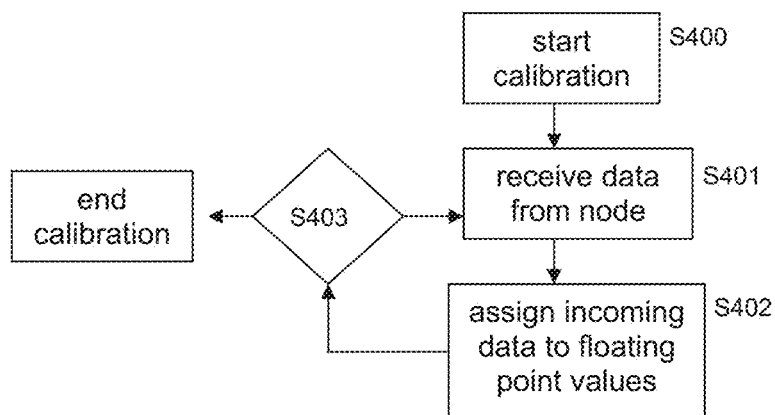 start
calibration
S400
receive data
from node
S401
S403
end
calibration
assign incoming
data to floating
point values
S402